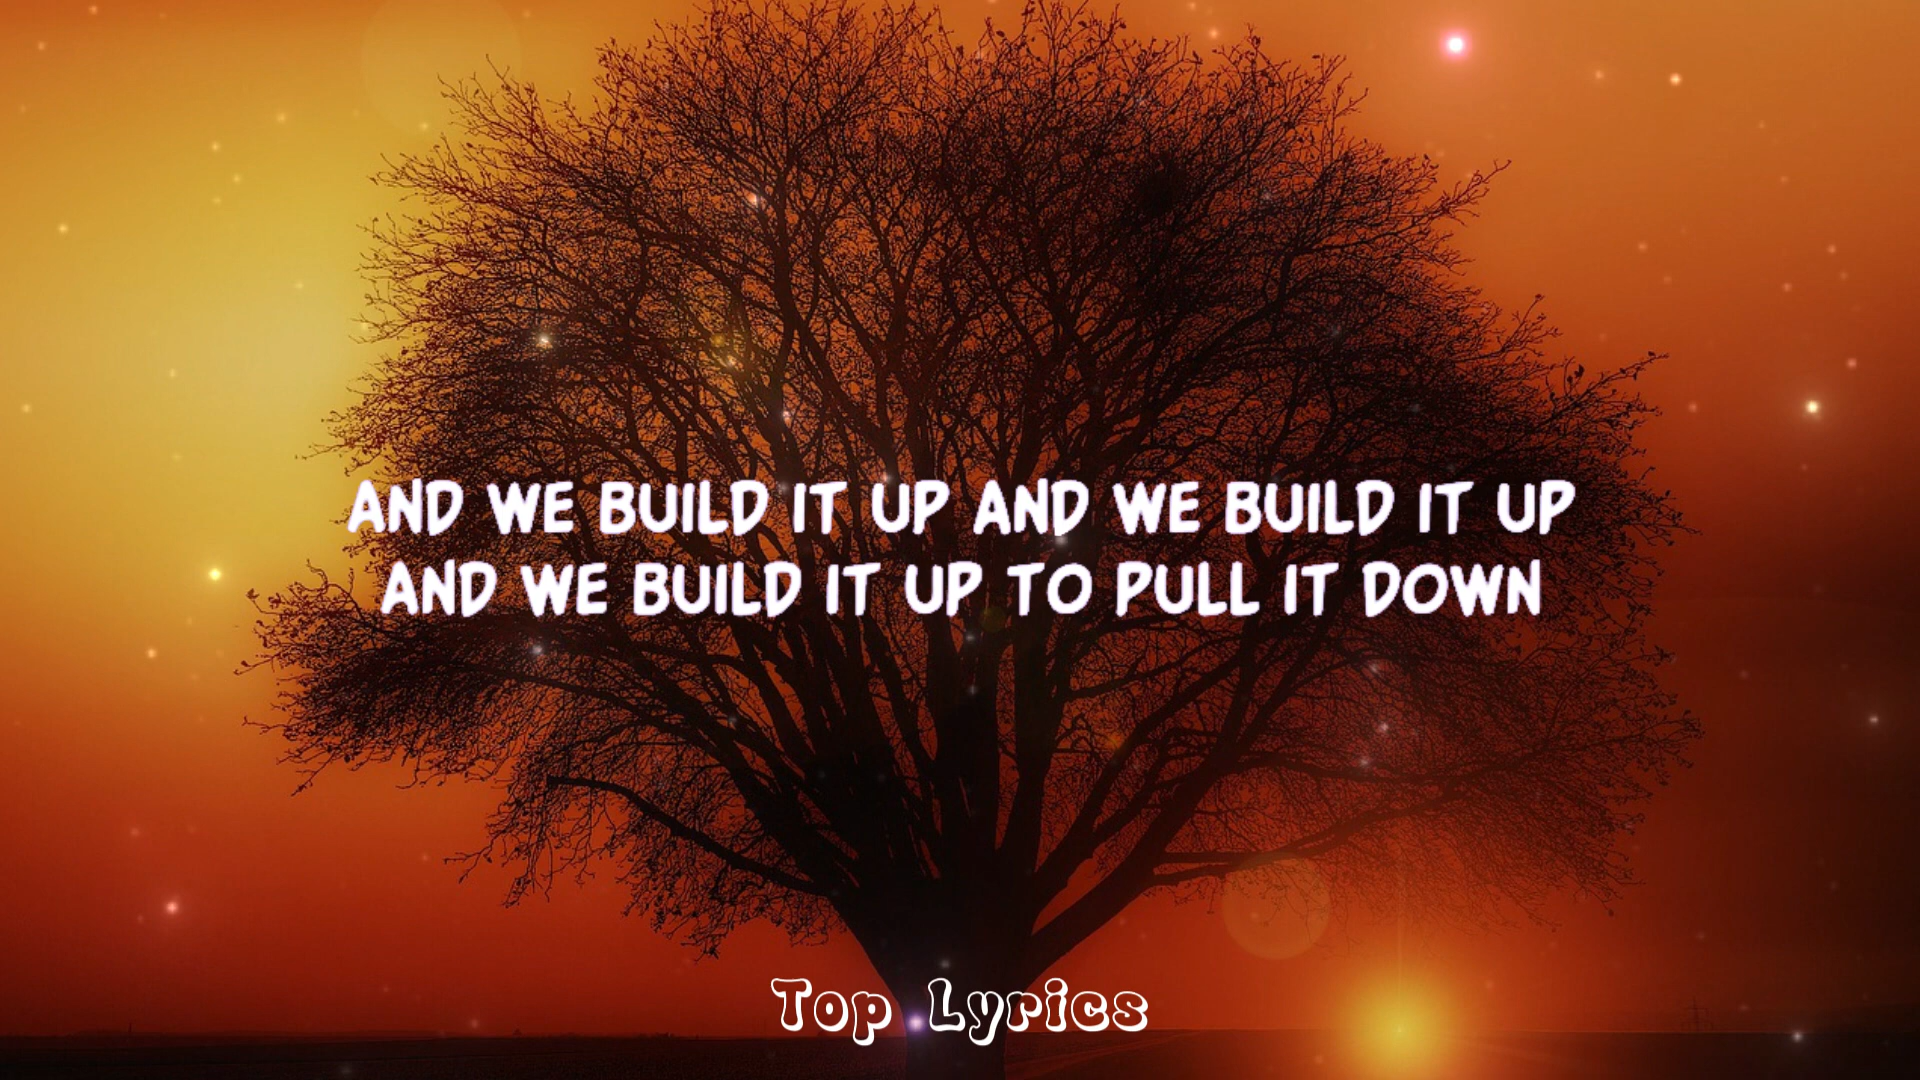 AND WE BUILD IT UP AND WE BUILD IT UP
AND WE BUILD IT UP TO PULL IT DOWN
Top Lyrics